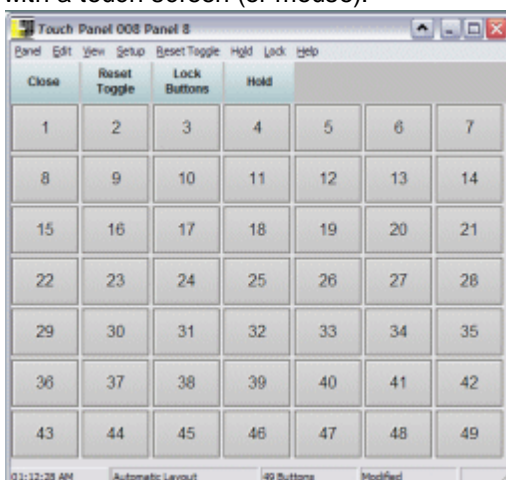 with a touch screen (or mouse).
Touch Panel 008 Panel 8
Panel Edit View Setup Reset Toggle Hold Lock Help
Close Reset Toggle Lock Buttons Hold
1 2 3 4 5 6 7
8 9 10 11 12 13 14
15 16 17 18 19 20 21
22 23 24 25 26 27 28
29 30 31 32 33 34 35
36 37 38 39 40 41 42
43 44 45 46 47 48 49
01:12:28 AM Automatic Layout 49 Buttons Modified